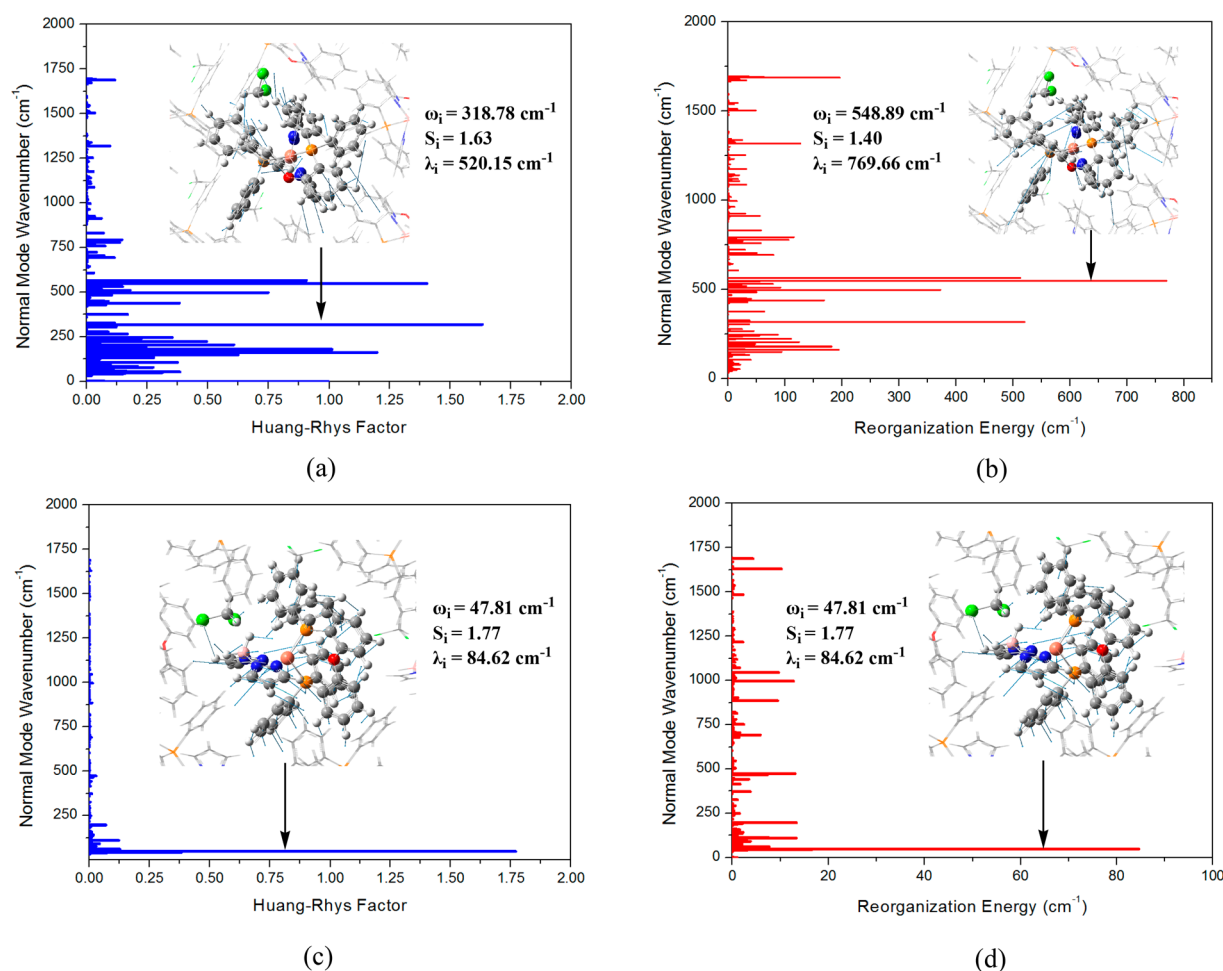 2000
1750
1500
1250
1000
750
500
250
0
Normal Mode Wavenumber (cm-1)
ωi = 318.78 cm-1
Si = 1.63
λi = 520.15 cm-1
0.00 0.25 0.50 0.75 1.00 1.25 1.50 1.75 2.00
Huang-Rhys Factor
(a)
2000
1750
1500
1250
1000
750
500
250
0
Normal Mode Wavenumber (cm-1)
ωi = 548.89 cm-1
Si = 1.40
λi = 769.66 cm-1
0 100 200 300 400 500 600 700 800
Reorganization Energy (cm-1)
(b)
2000
1750
1500
1250
1000
750
500
250
Normal Mode Wavenumber (cm-1)
ωi = 47.81 cm-1
Si = 1.77
λi = 84.62 cm-1
0.00 0.25 0.50 0.75 1.00 1.25 1.50 1.75 2.00
Huang-Rhys Factor
(c)
2000
1750
1500
1250
1000
750
500
250
0
Normal Mode Wavenumber (cm-1)
ωi = 47.81 cm-1
Si = 1.77
λi = 84.62 cm-1
0 20 40 60 80 100
Reorganization Energy (cm-1)
(d)